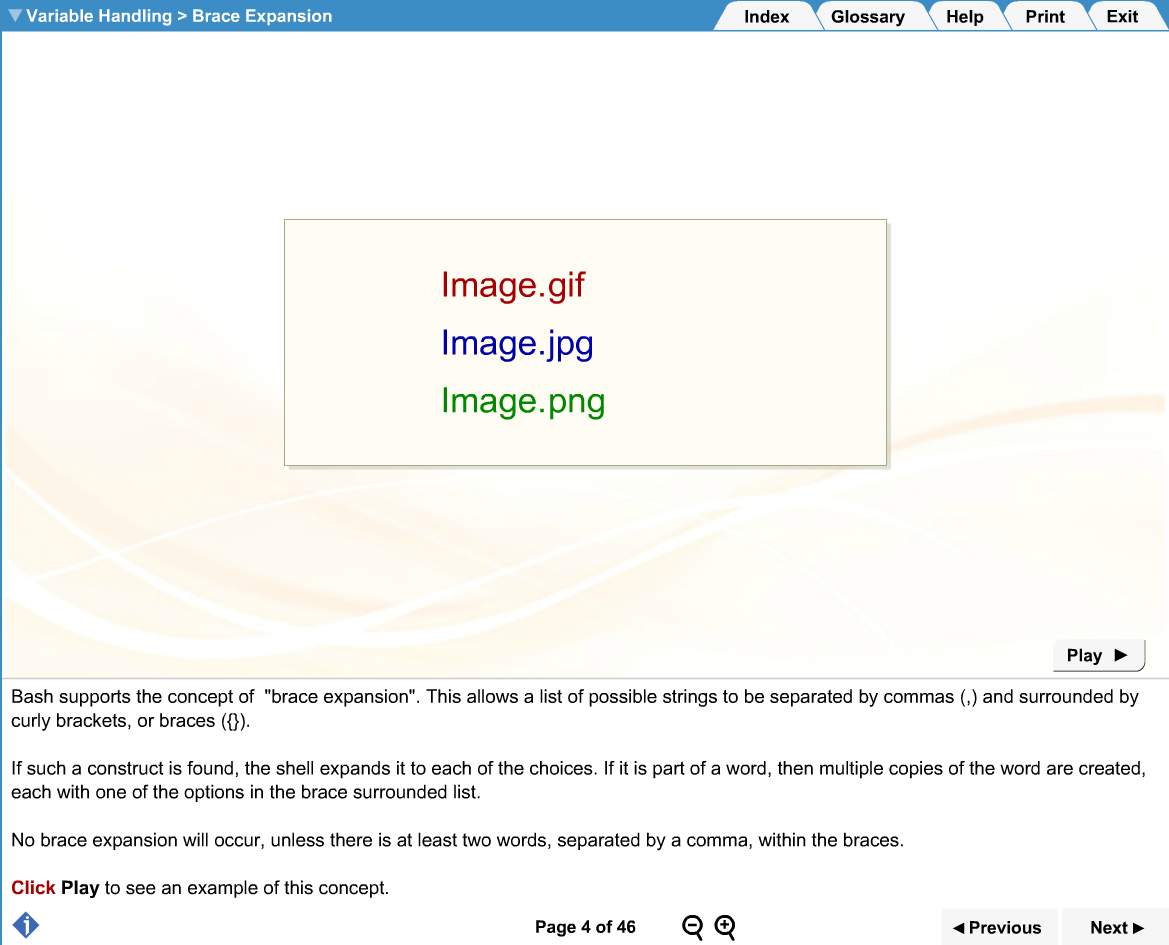 Variable Handling > Brace Expansion
Index
Glossary
Help
Print
Exit
Image.gif
Image.jpg
Image.png
Play
Bash supports the concept of  "brace expansion". This allows a list of possible strings to be separated by commas (,) and surrounded by
curly brackets, or braces ({}).
If such a construct is found, the shell expands it to each of the choices. If it is part of a word, then multiple copies of the word are created,
each with one of the options in the brace surrounded list.
No brace expansion will occur, unless there is at least two words, separated by a comma, within the braces.
Click Play to see an example of this concept.
i
Page 4 of 46
Previous
Next